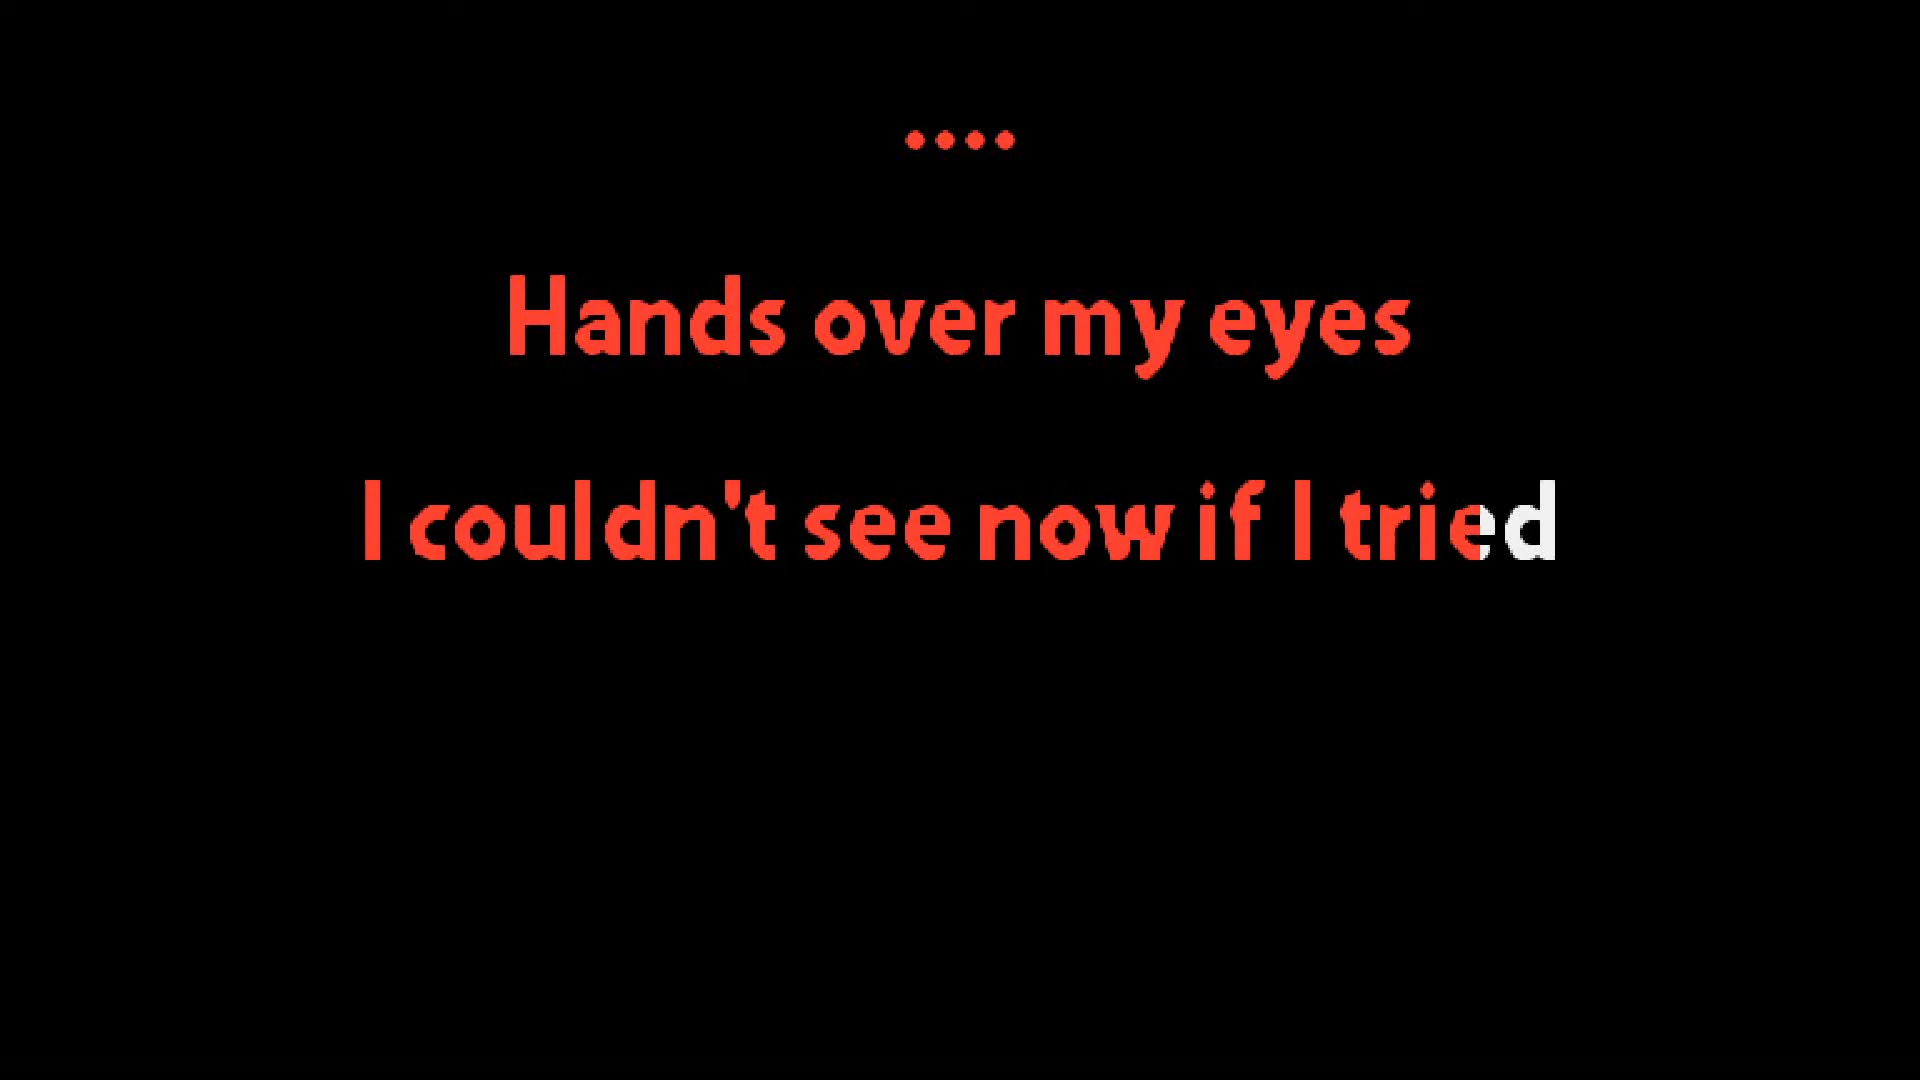 ••••
Hands over my eyes
I couldn't see now if I tried